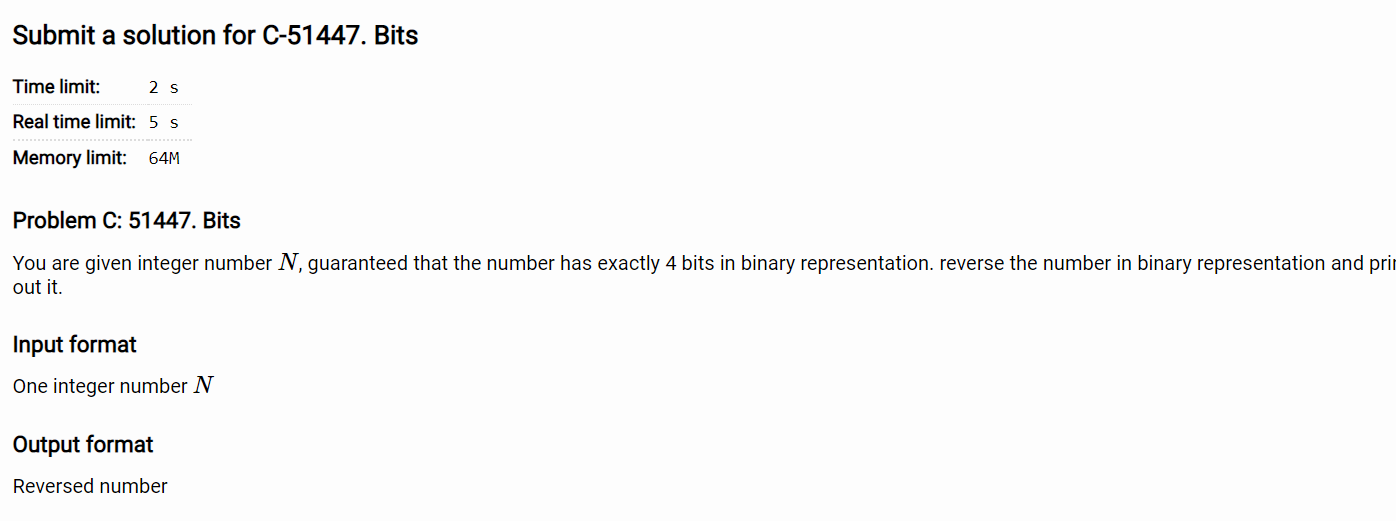 Submit a solution for C-51447. Bits
Time limit: 2 s
Real time limit: 5 s
Memory limit: 64M
Problem C: 51447. Bits
You are given integer number N, guaranteed that the number has exactly 4 bits in binary representation. reverse the number in binary representation and
out it.
Input format
One integer number N
Output format
Reversed number